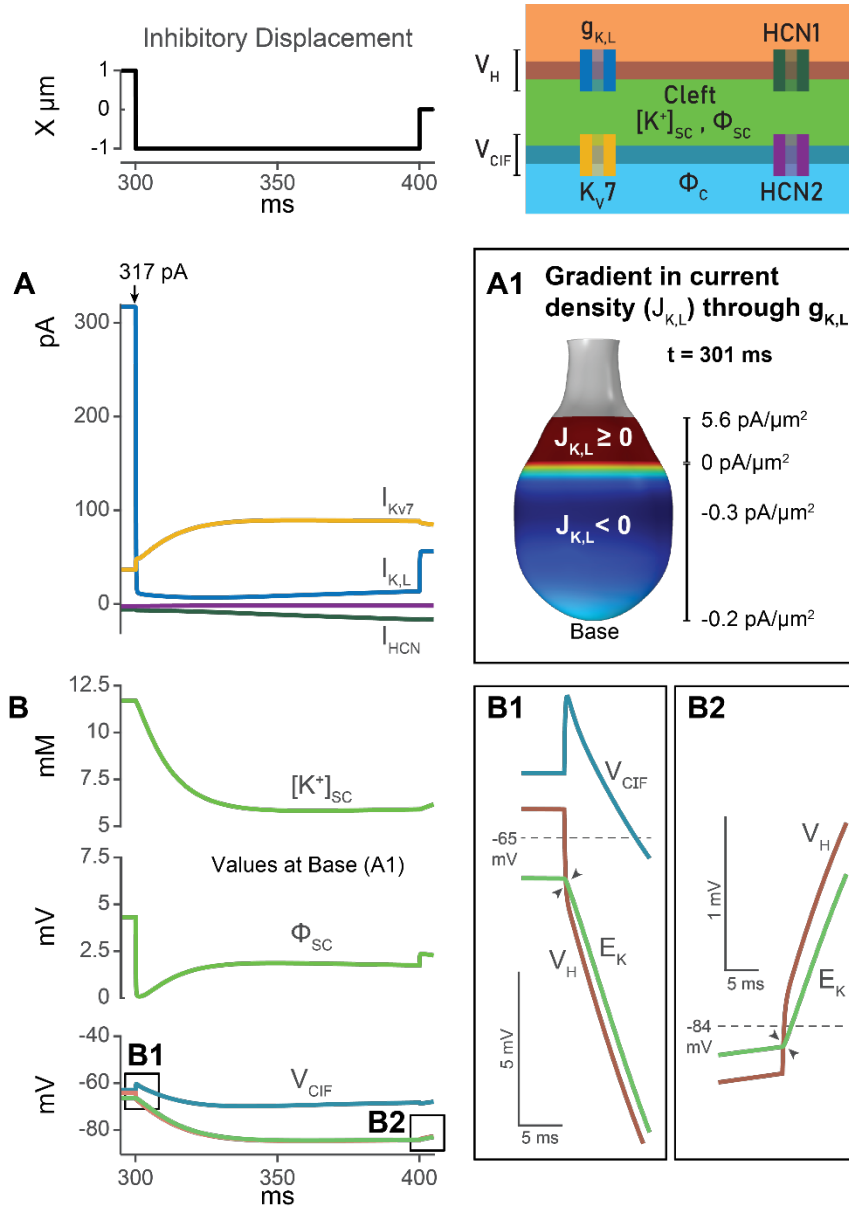 Inhibitory Displacement
X µm
1
0
-1
300
350
400
ms
g_K,L
HCN1
V_H
Cleft
[K⁺]_SC , Φ_SC
V_CIF
Φ_C
K_V7
HCN2
A
317 pA
pA
300
200
100
0
I_Kv7
I_K,L
I_HCN
A1
Gradient in current
density (J_K,L) through g_K,L
t = 301 ms
J_K,L ≥ 0
J_K,L < 0
5.6 pA/µm²
0 pA/µm²
-0.3 pA/µm²
-0.2 pA/µm²
Base
B
mM
12.5
10
7.5
5
[K⁺]_SC
Values at Base (A1)
mV
7.5
5
2.5
0
Φ_SC
mV
-40
-60
-80
B1
V_CIF
B2
300
350
400
ms
B1
V_CIF
-65
mV
E_K
V_H
5 mV
5 ms
B2
V_H
1 mV
E_K
5 ms
-84
mV